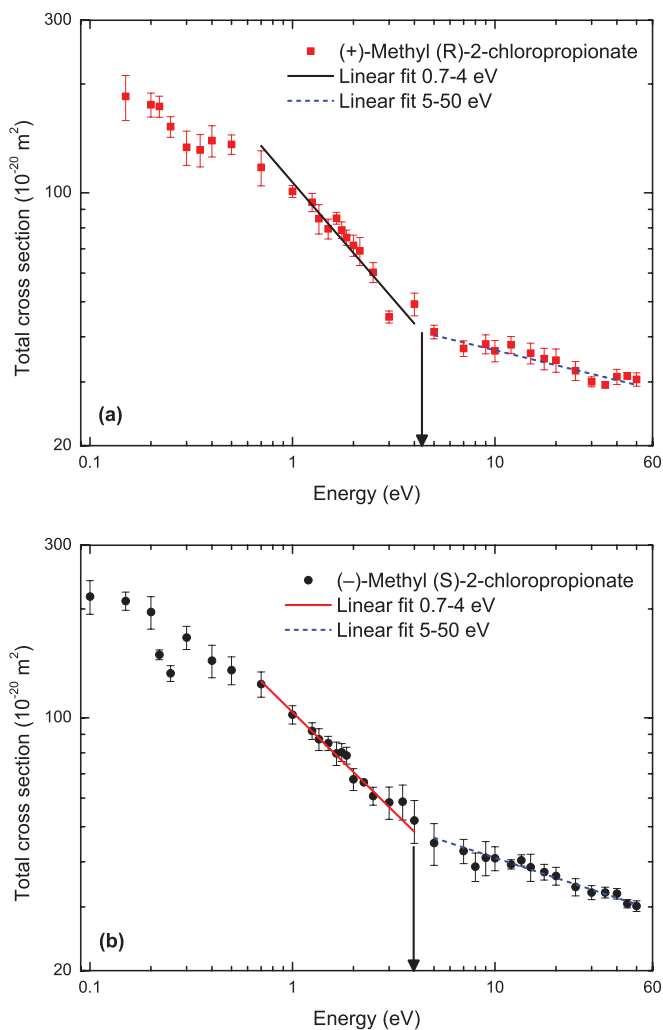 300
(+)-Methyl (R)-2-chloropropionate
Linear fit 0.7-4 eV
Linear fit 5-50 eV
100
Total cross section (10⁻²⁰ m²)
(a)
20
0.1 1 10 60
Energy (eV)
300
(–)-Methyl (S)-2-chloropropionate
Linear fit 0.7-4 eV
Linear fit 5-50 eV
100
Total cross section (10⁻²⁰ m²)
(b)
20
0.1 1 10 60
Energy (eV)